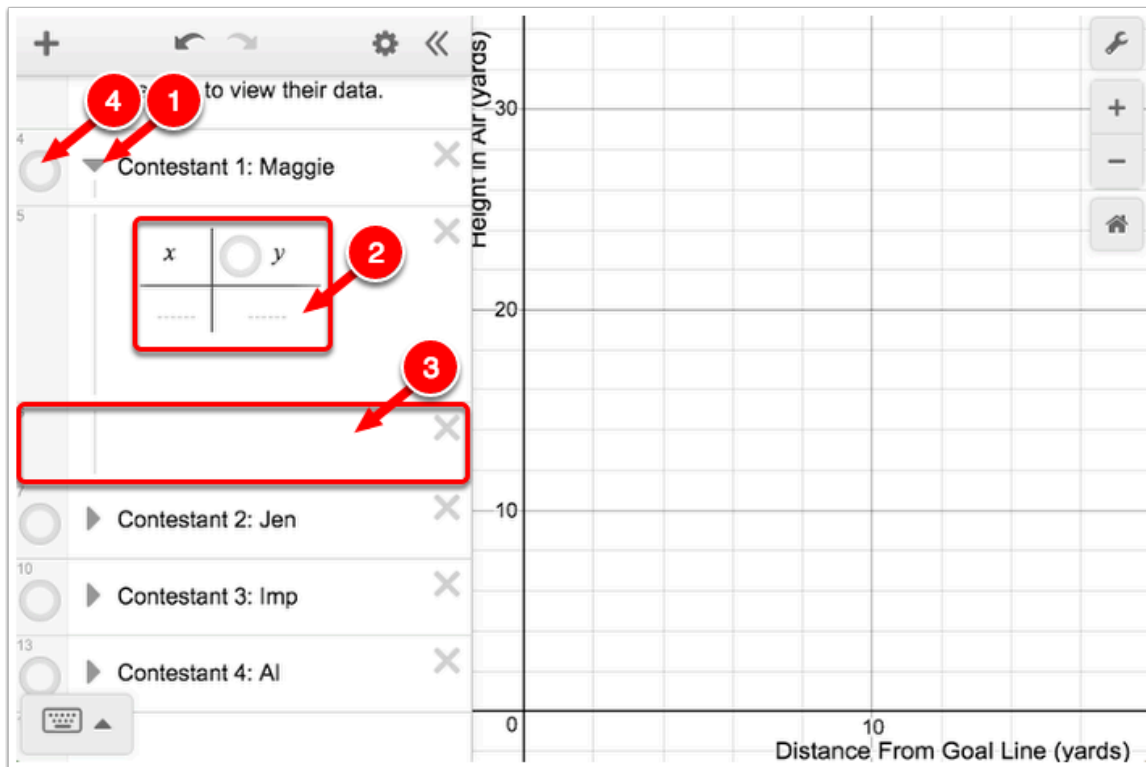 to view their data.
4
1
4
Contestant 1: Maggie
5
x y
2
3
7
Contestant 2: Jen
10
Contestant 3: Imp
13
Contestant 4: Al
Height in Air (yards)
30
20
10
0
10
Distance From Goal Line (yards)